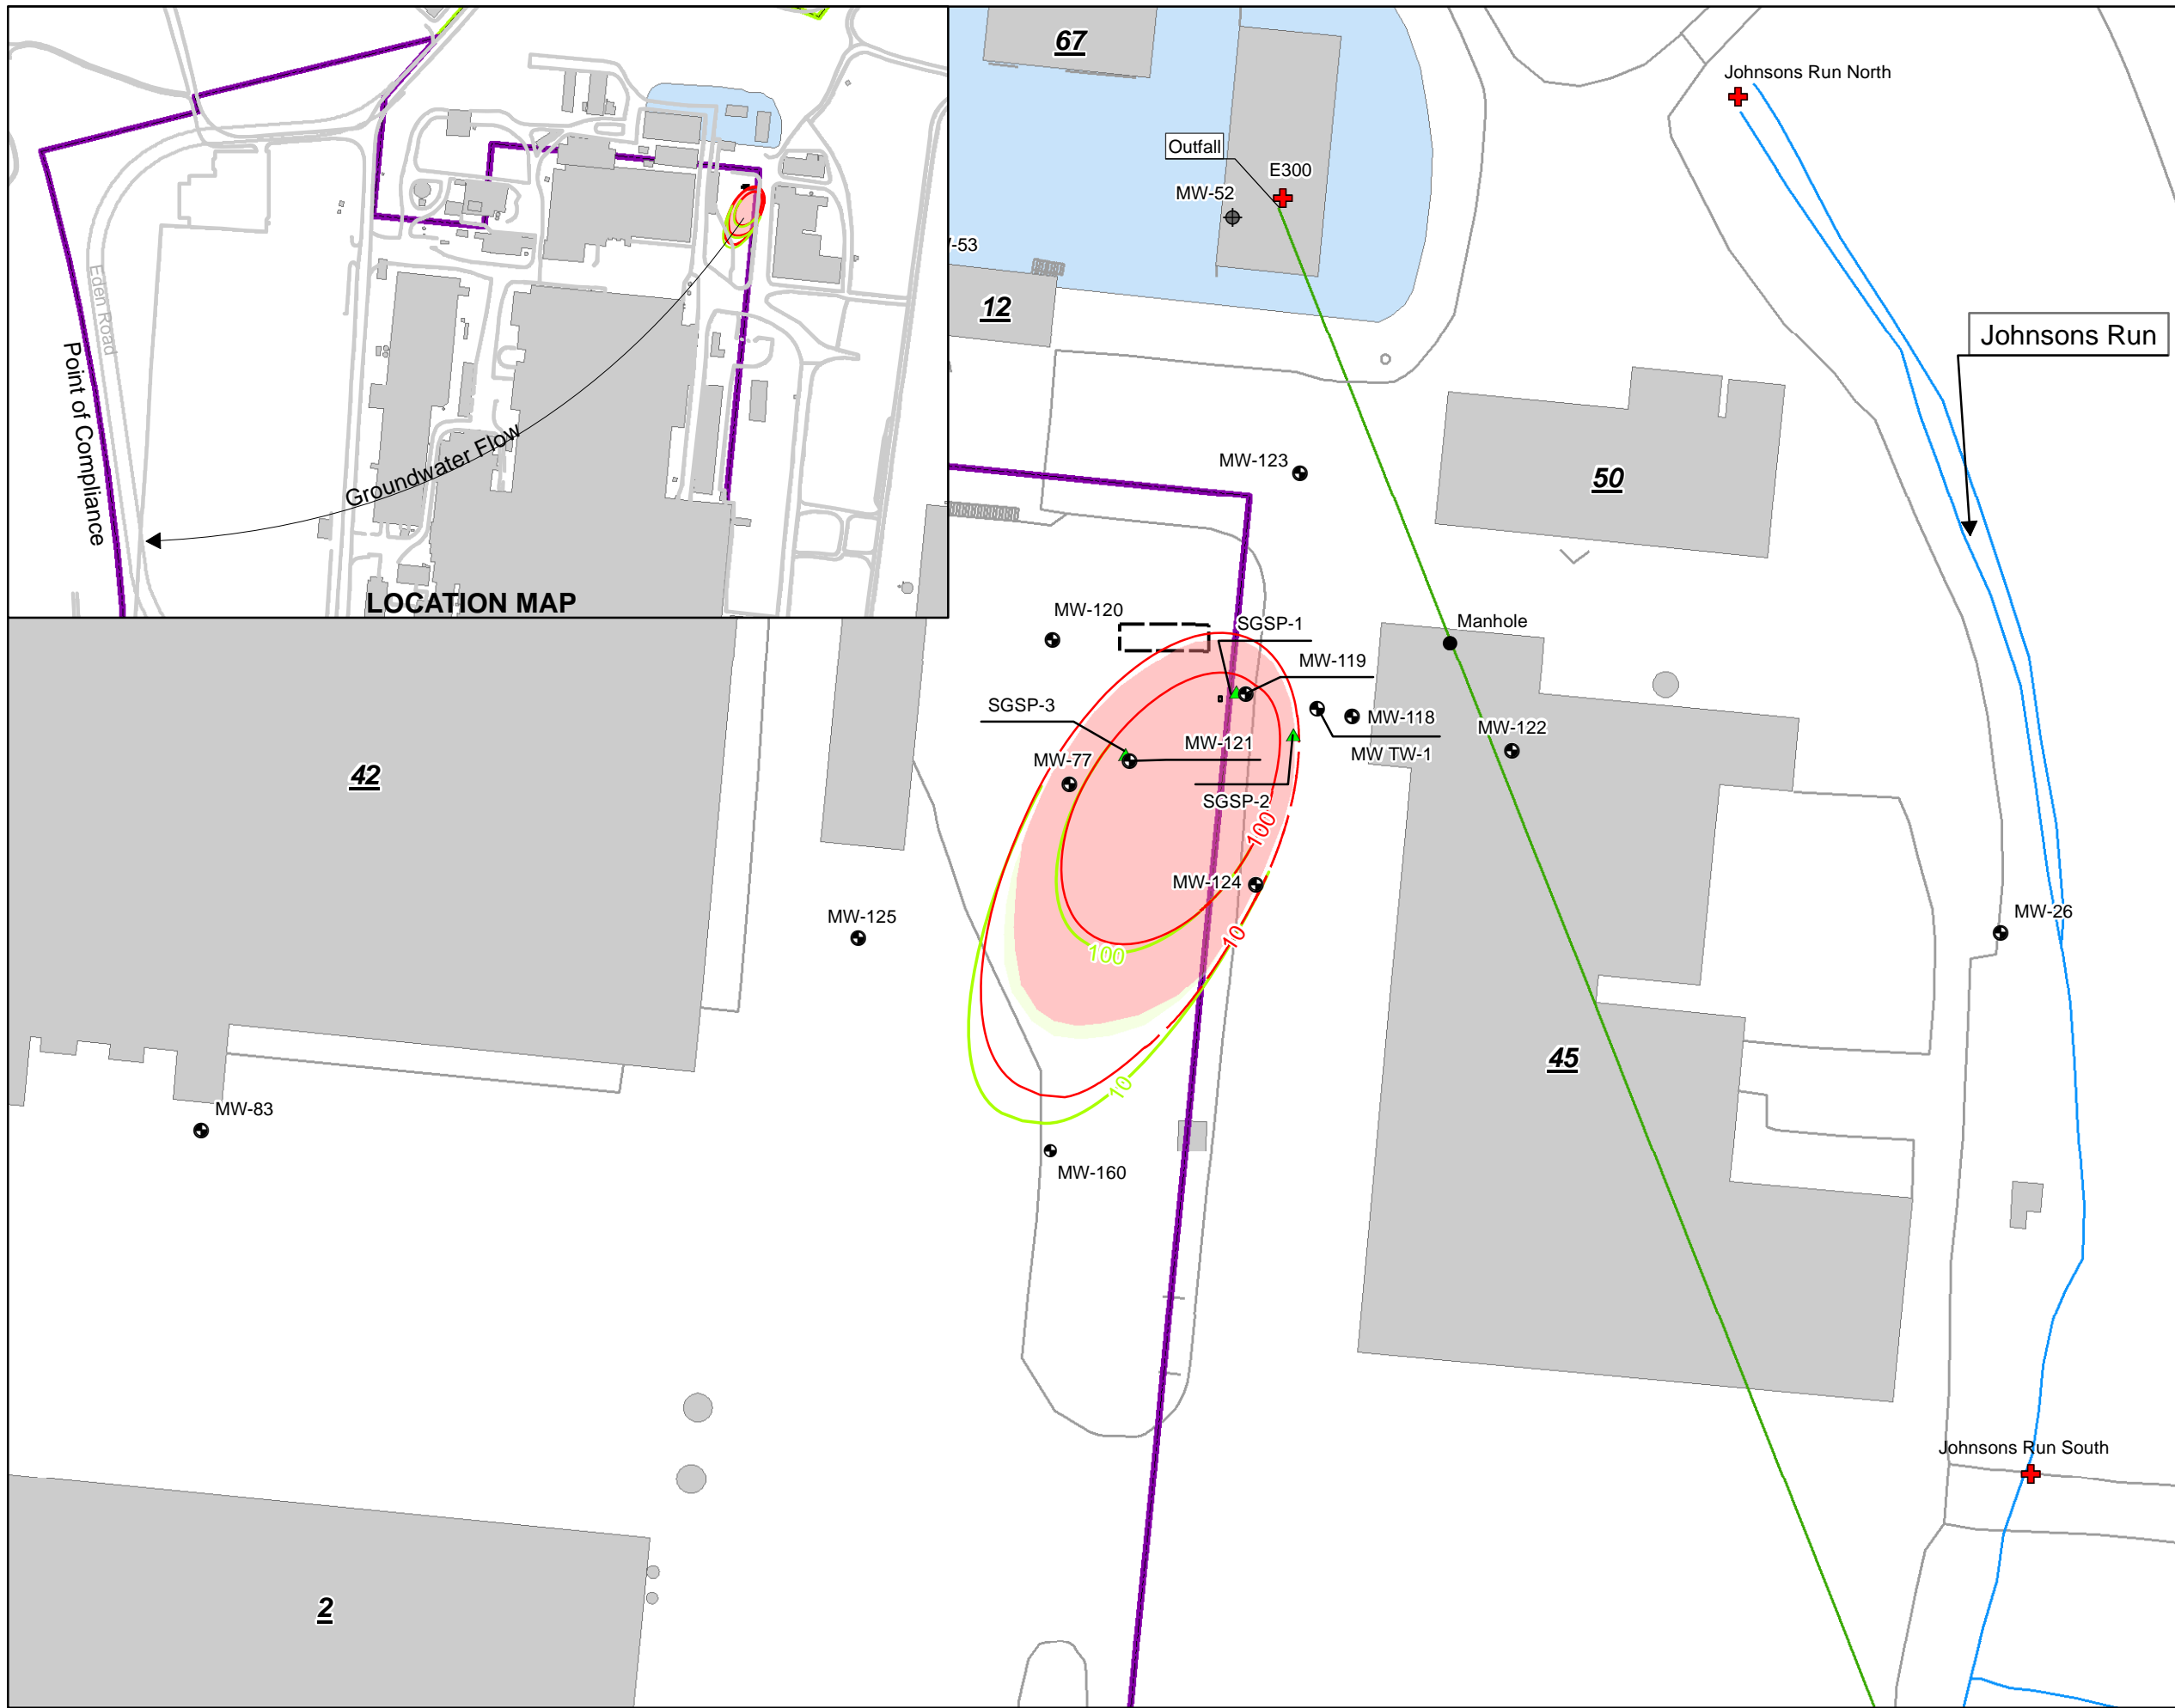 67
Johnsons Run North
Outfall
E300
MW-52
-53
12
Johnsons Run
Eden Road
Point of Compliance
Groundwater Flow
LOCATION MAP
MW-123
50
MW-120
SGSP-1
Manhole
MW-119
SGSP-3
MW-118
MW-121
MW-122
MW TW-1
MW-77
42
SGSP-2
100
MW-124
MW-125
MW-26
10
100
45
10
MW-83
MW-160
Johnsons Run South
2